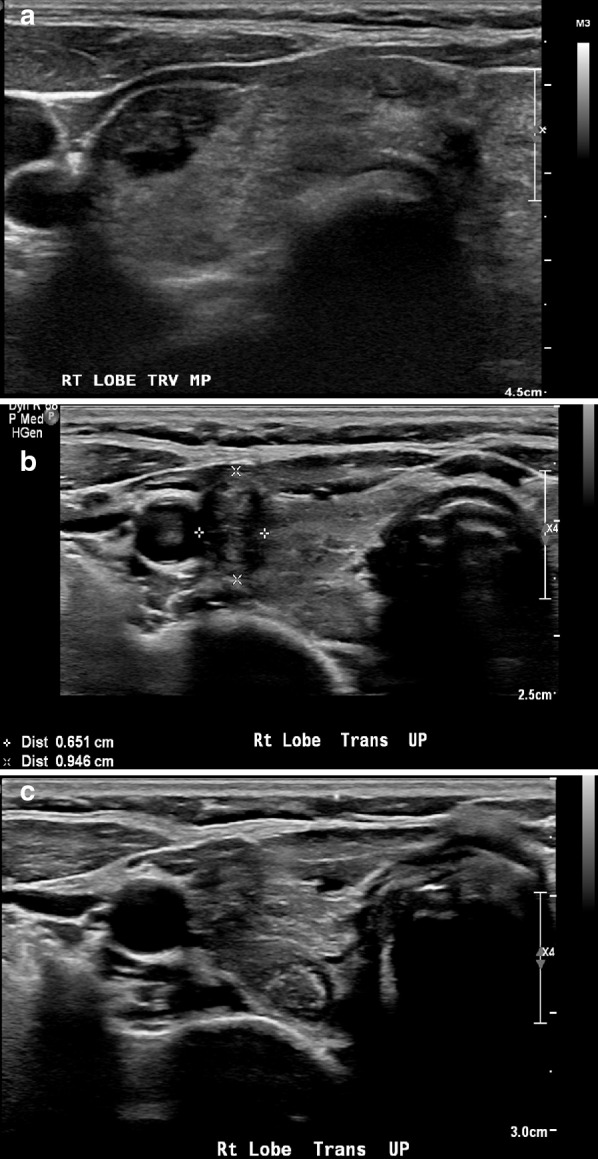 a
M3
X
RT LOBE TRV MP
4.5cm
P Med P
HGen
b
X4
2.5cm
Dist 0.651 cm
Rt Lobe Trans UP
Dist 0.946 cm
c
X4
3.0cm
Rt Lobe Trans UP